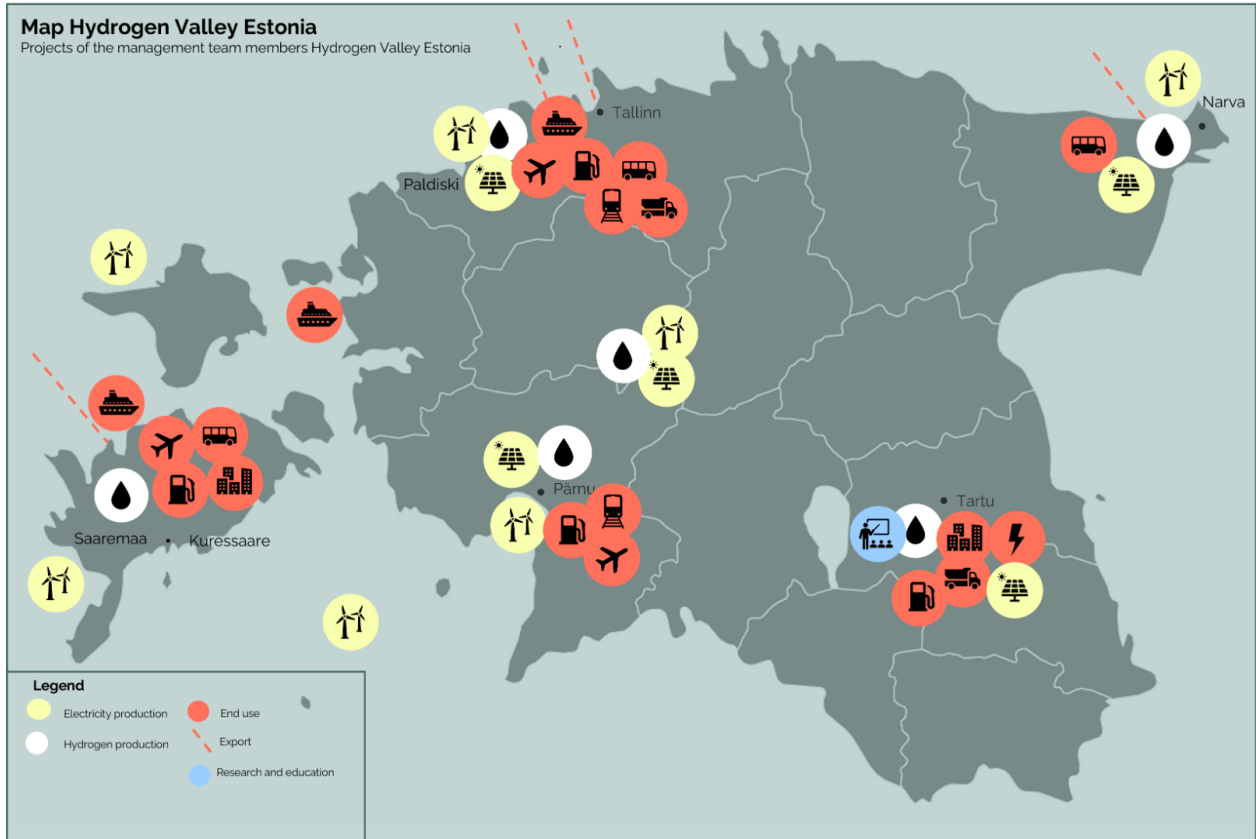 Map Hydrogen Valley Estonia
Projects of the management team members Hydrogen Valley Estonia
Tallinn
Narva
Paldiski
Pärnu
Tartu
Saaremaa
Kuressaare
Legend
Electricity production
End use
Hydrogen production
Export
Research and education